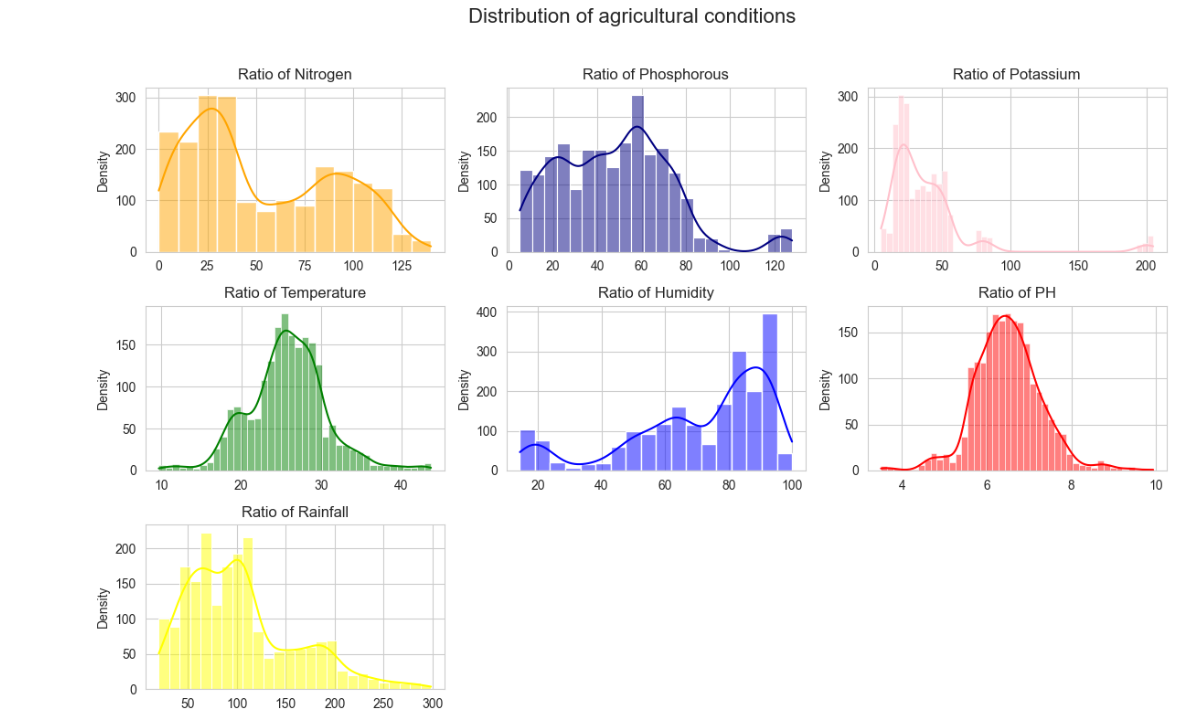 Distribution of agricultural conditions
Ratio of Nitrogen
Density
300
200
100
0
0 25 50 75 100 125
Ratio of Phosphorous
Density
200
150
100
50
0
0 20 40 60 80 100 120
Ratio of Potassium
Density
300
200
100
0
0 50 100 150 200
Ratio of Temperature
Density
150
100
50
0
10 20 30 40
Ratio of Humidity
Density
400
300
200
100
0
20 40 60 80 100
Ratio of PH
Density
150
100
50
0
4 6 8 10
Ratio of Rainfall
Density
200
150
100
50
0
50 100 150 200 250 300